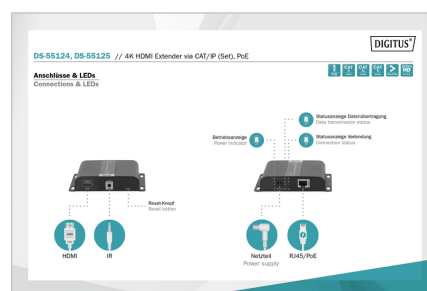 DIGITUS®
DS-55124, DS-55125 // 4K HDMI Extender via CAT/IP (Set), PoE
Anschlüsse & LEDs
Connections & LEDs
Statusanzeige Datenübertragung
Data transmission status
Betriebsanzeige
Power indicator
Statusanzeige Verbindung
Connection status
Reset-Knopf
Reset button
HDMI
IR
Netzteil
Power supply
RJ45/PoE